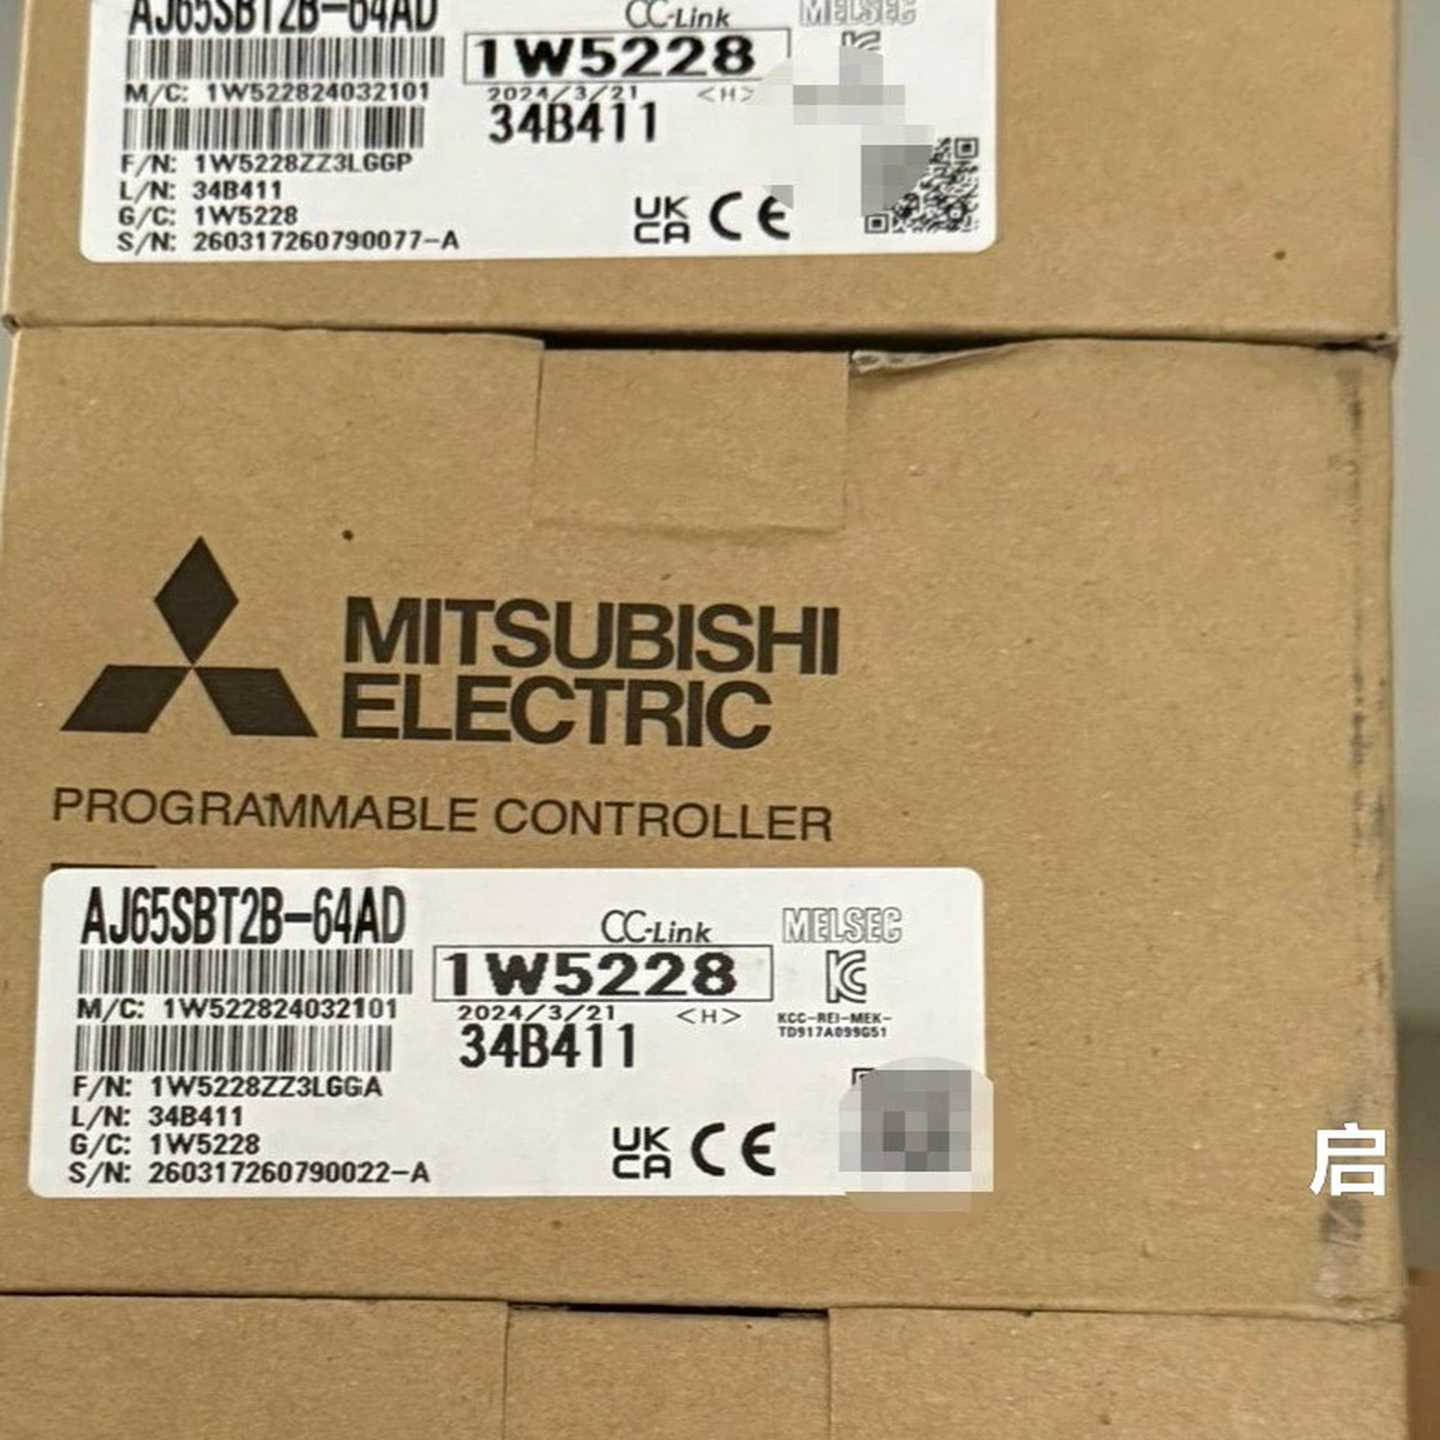 AJ65SBT2B-64AD
CC-Link
MELSEC
1W5228
M/C: 1W522824032101
2024/3/21 <H>
34B411
F/N: 1W5228ZZ3LGGP
L/N: 34B411
G/C: 1W5228
S/N: 260317260790077-A
UK
CA
CE
MITSUBISHI
ELECTRIC
PROGRAMMABLE CONTROLLER
AJ65SBT2B-64AD
CC-Link
MELSEC
1W5228
M/C: 1W522824032101
2024/3/21 <H>
KCC-REI-MEK-
TD917A099G51
34B411
F/N: 1W5228ZZ3LGGA
L/N: 34B411
G/C: 1W5228
S/N: 260317260790022-A
UK
CA
CE
启